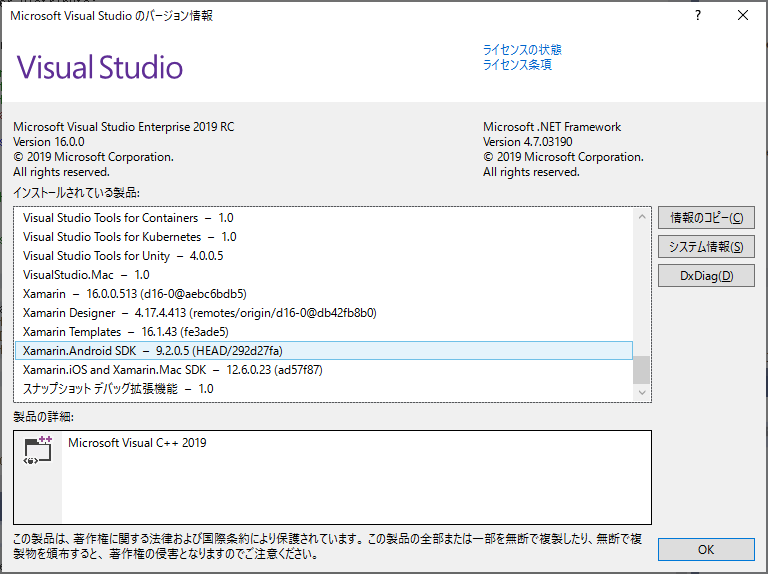 Microsoft Visual Studio のバージョン情報
?
Visual Studio
ライセンスの状態
ライセンス条項
Microsoft Visual Studio Enterprise 2019 RC
Version 16.0.0
© 2019 Microsoft Corporation.
All rights reserved.
Microsoft .NET Framework
Version 4.7.03190
© 2019 Microsoft Corporation.
All rights reserved.
インストールされている製品:
Visual Studio Tools for Containers – 1.0
Visual Studio Tools for Kubernetes – 1.0
Visual Studio Tools for Unity – 4.0.0.5
VisualStudio.Mac – 1.0
Xamarin – 16.0.0.513 (d16-0@aebc6bdb5)
Xamarin Designer – 4.17.4.413 (remotes/origin/d16-0@db42fb8b0)
Xamarin Templates – 16.1.43 (fe3ade5)
Xamarin.Android SDK – 9.2.0.5 (HEAD/292d27fa)
Xamarin.iOS and Xamarin.Mac SDK – 12.6.0.23 (ad57f87)
スナップショット デバッグ拡張機能 – 1.0
情報のコピー(C)
システム情報(S)
DxDiag(D)
製品の詳細:
Microsoft Visual C++ 2019
この製品は、著作権に関する法律および国際条約により保護されています。この製品の全部または一部を無断で複製したり、無断で複
製物を頒布すると、著作権の侵害となりますのでご注意ください。
OK